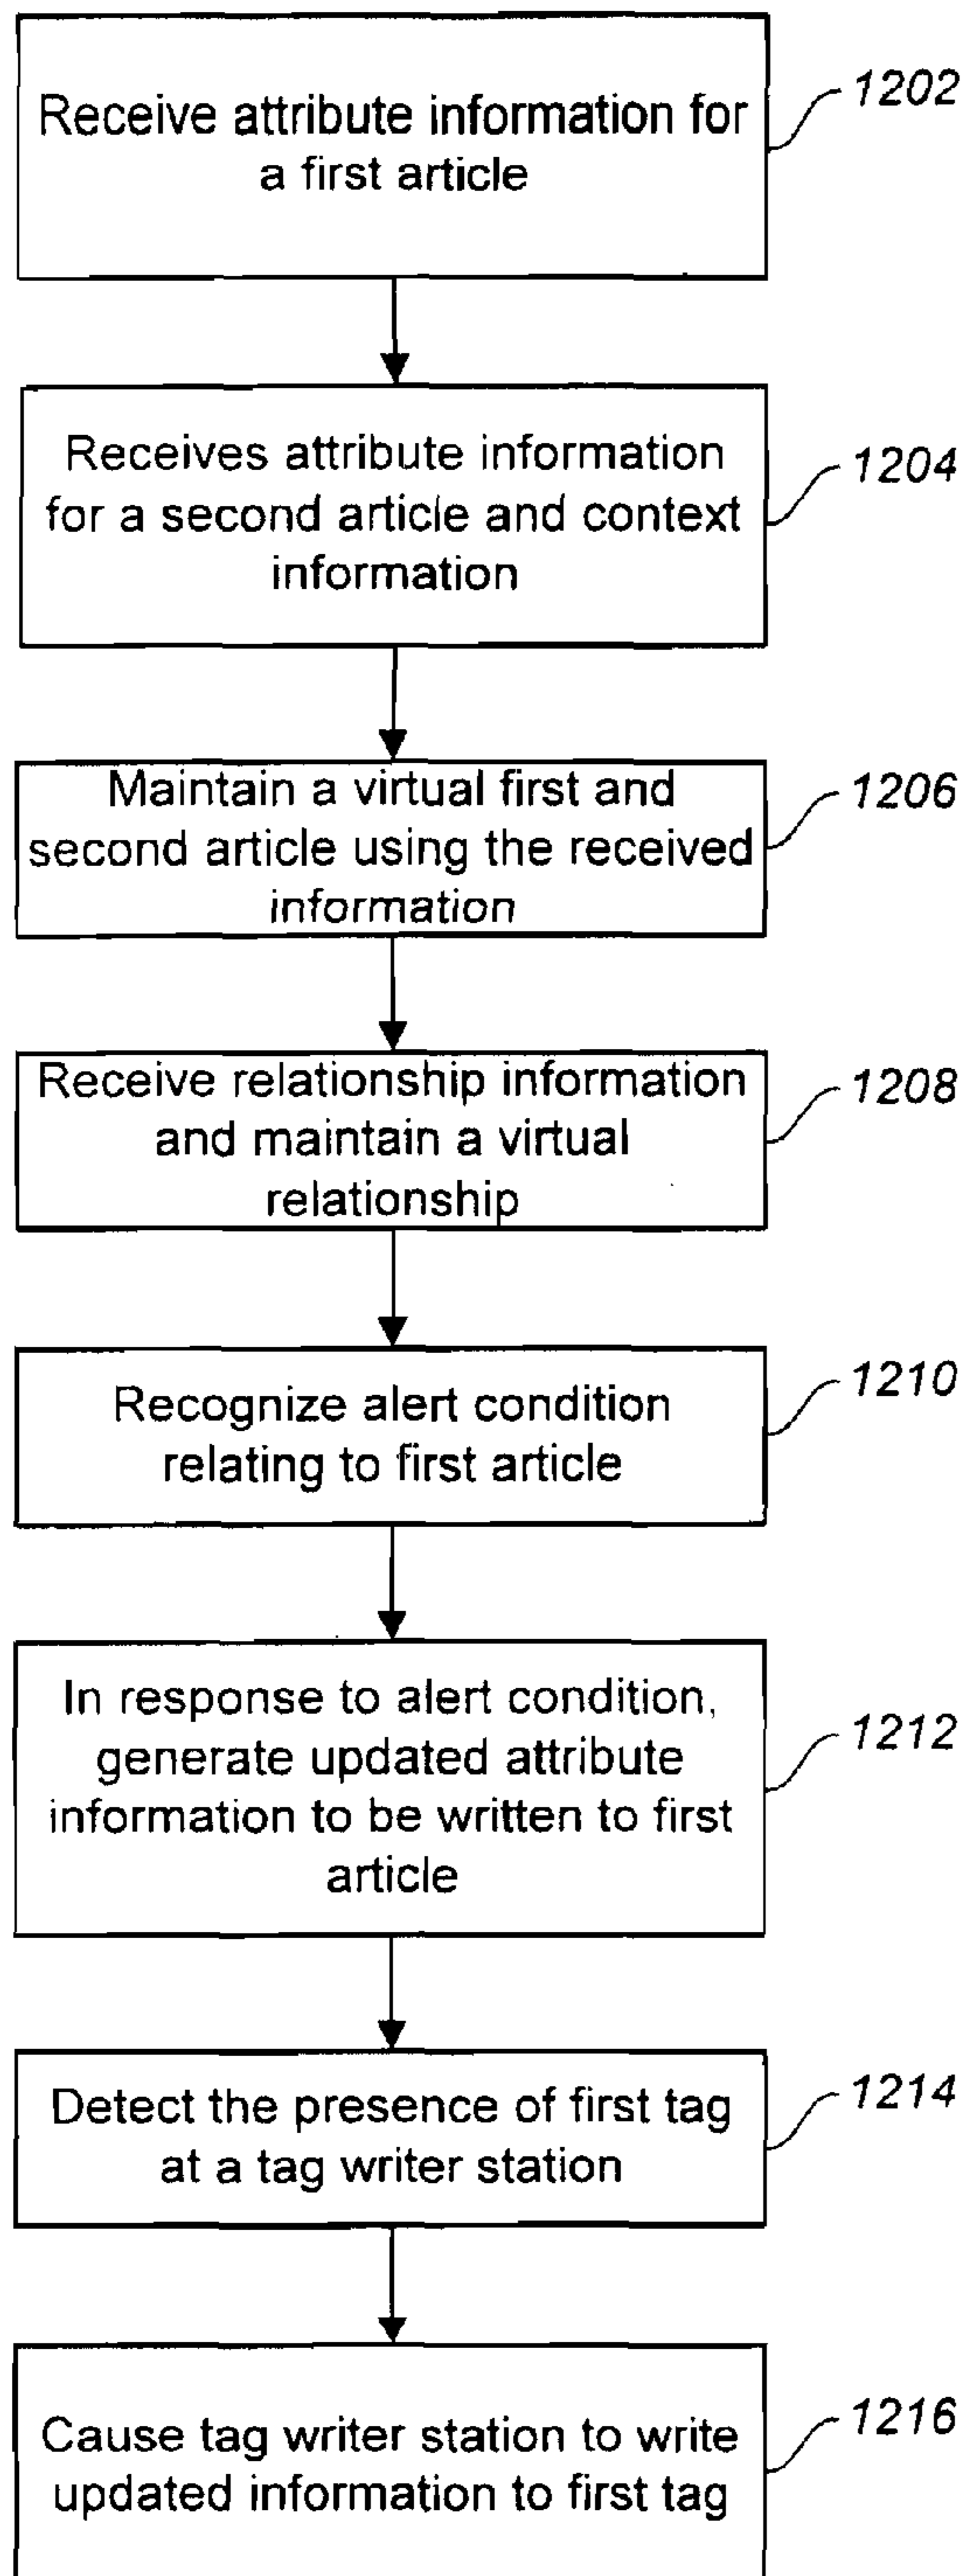 Receive attribute information for
a first article
1202
Receives attribute information
for a second article and context
information
1204
Maintain a virtual first and
second article using the received
information
1206
Receive relationship information
and maintain a virtual
relationship
1208
Recognize alert condition
relating to first article
1210
In response to alert condition,
generate updated attribute
information to be written to first
article
1212
Detect the presence of first tag
at a tag writer station
1214
Cause tag writer station to write
updated information to first tag
1216